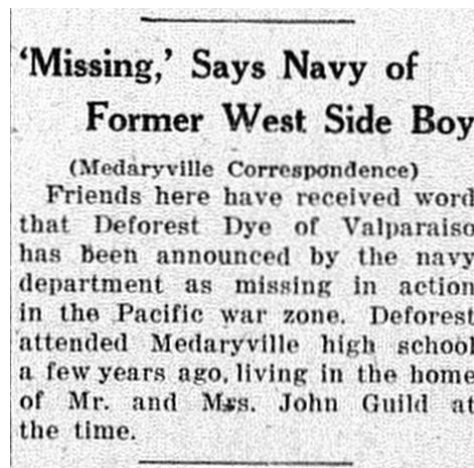 ‘Missing,’ Says Navy of
Former West Side Boy
(Medaryville Correspondence)
Friends here have received word
that Deforest Dye of Valparaiso
has been announced by the navy
department as missing in action
in the Pacific war zone. Deforest
attended Medaryville high school
a few years ago, living in the home
of Mr. and Mrs. John Guild at
the time.